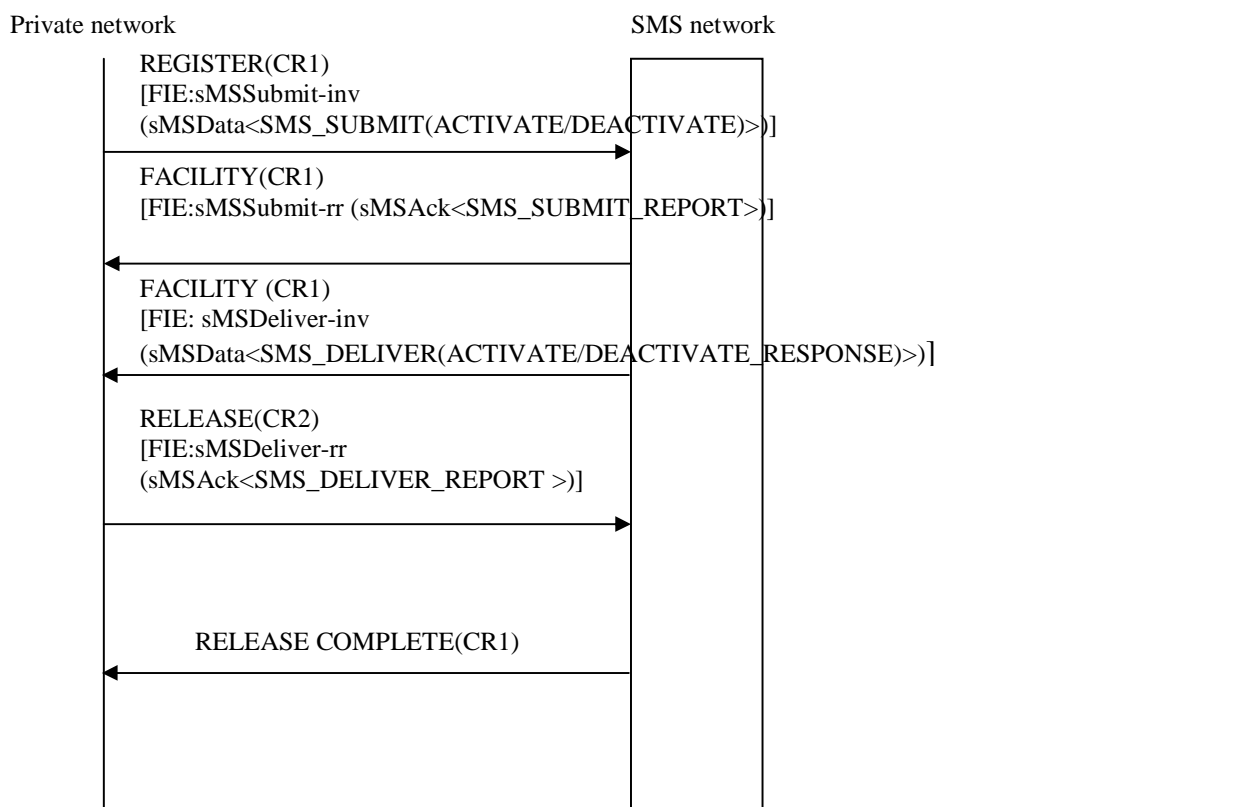 Private network
SMS network
REGISTER(CR1)
[FIE:sMSSubmit-inv
(sMSData<SMS_SUBMIT(ACTIVATE/DEACTIVATE)>)]
FACILITY(CR1)
[FIE:sMSSubmit-rr (sMSAck<SMS_SUBMIT_REPORT>)]
FACILITY (CR1)
[FIE: sMSDeliver-inv
(sMSData<SMS_DELIVER(ACTIVATE/DEACTIVATE_RESPONSE)>)]
RELEASE(CR2)
[FIE:sMSDeliver-rr
(sMSAck<SMS_DELIVER_REPORT >)]
RELEASE COMPLETE(CR1)